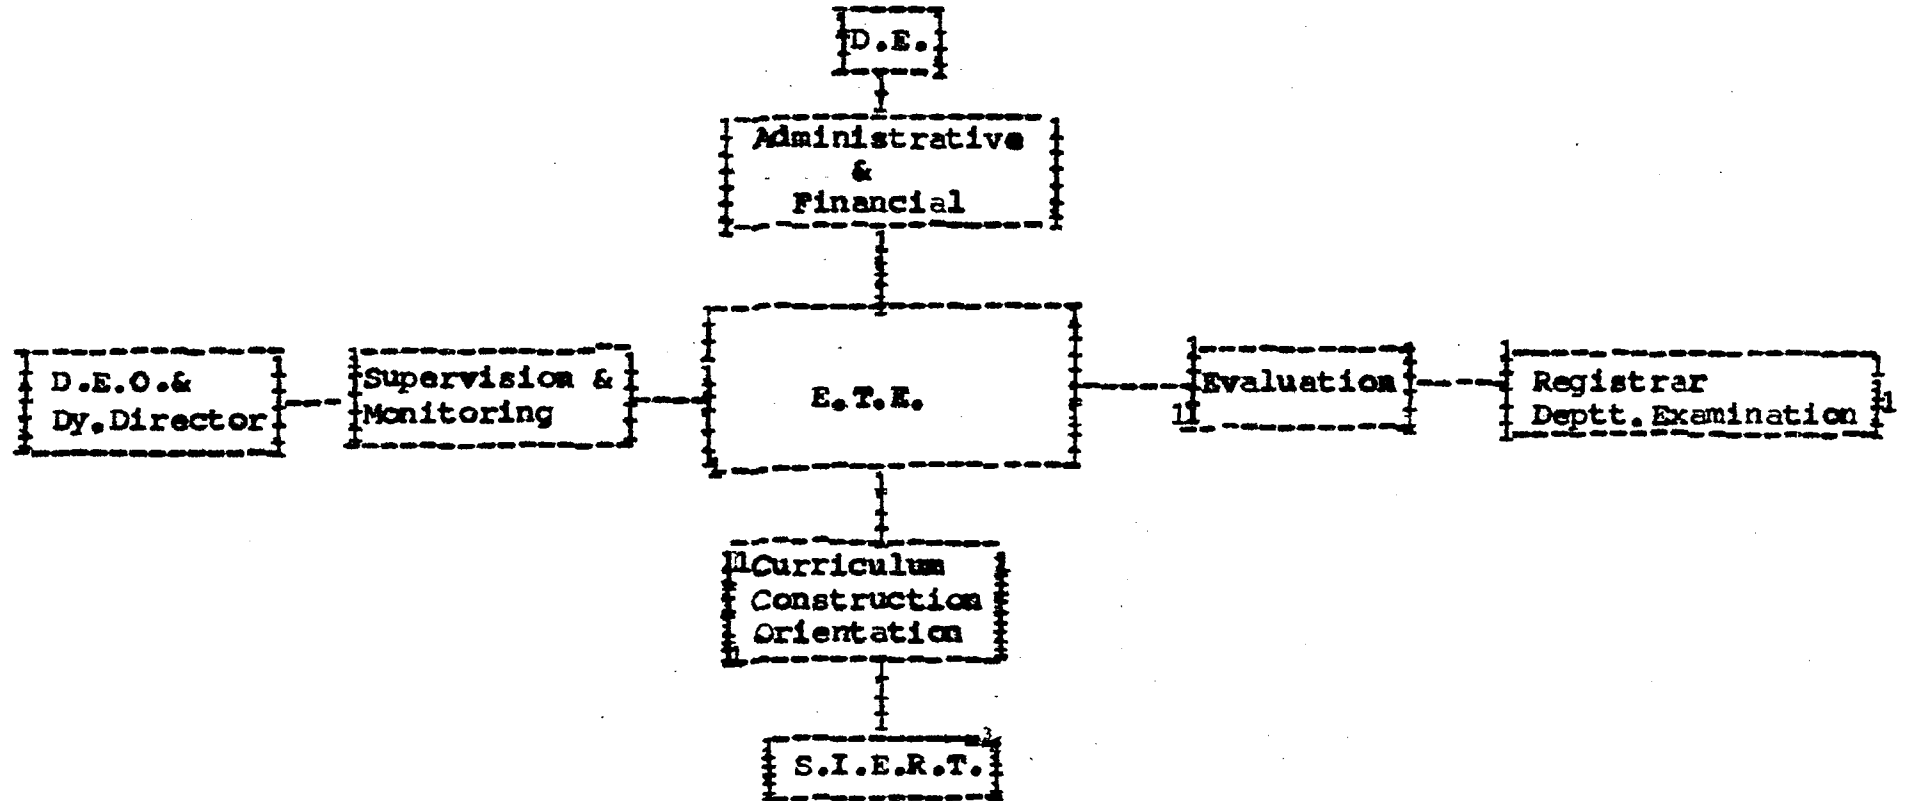 D.E.
Administrative
&
Financial
D.E.O.&
Dy.Director
Supervision &
Monitoring
E.T.E.
Evaluation
Registrar
Deptt.Examination
Curriculum
Construction
Orientation
S.I.E.R.T.